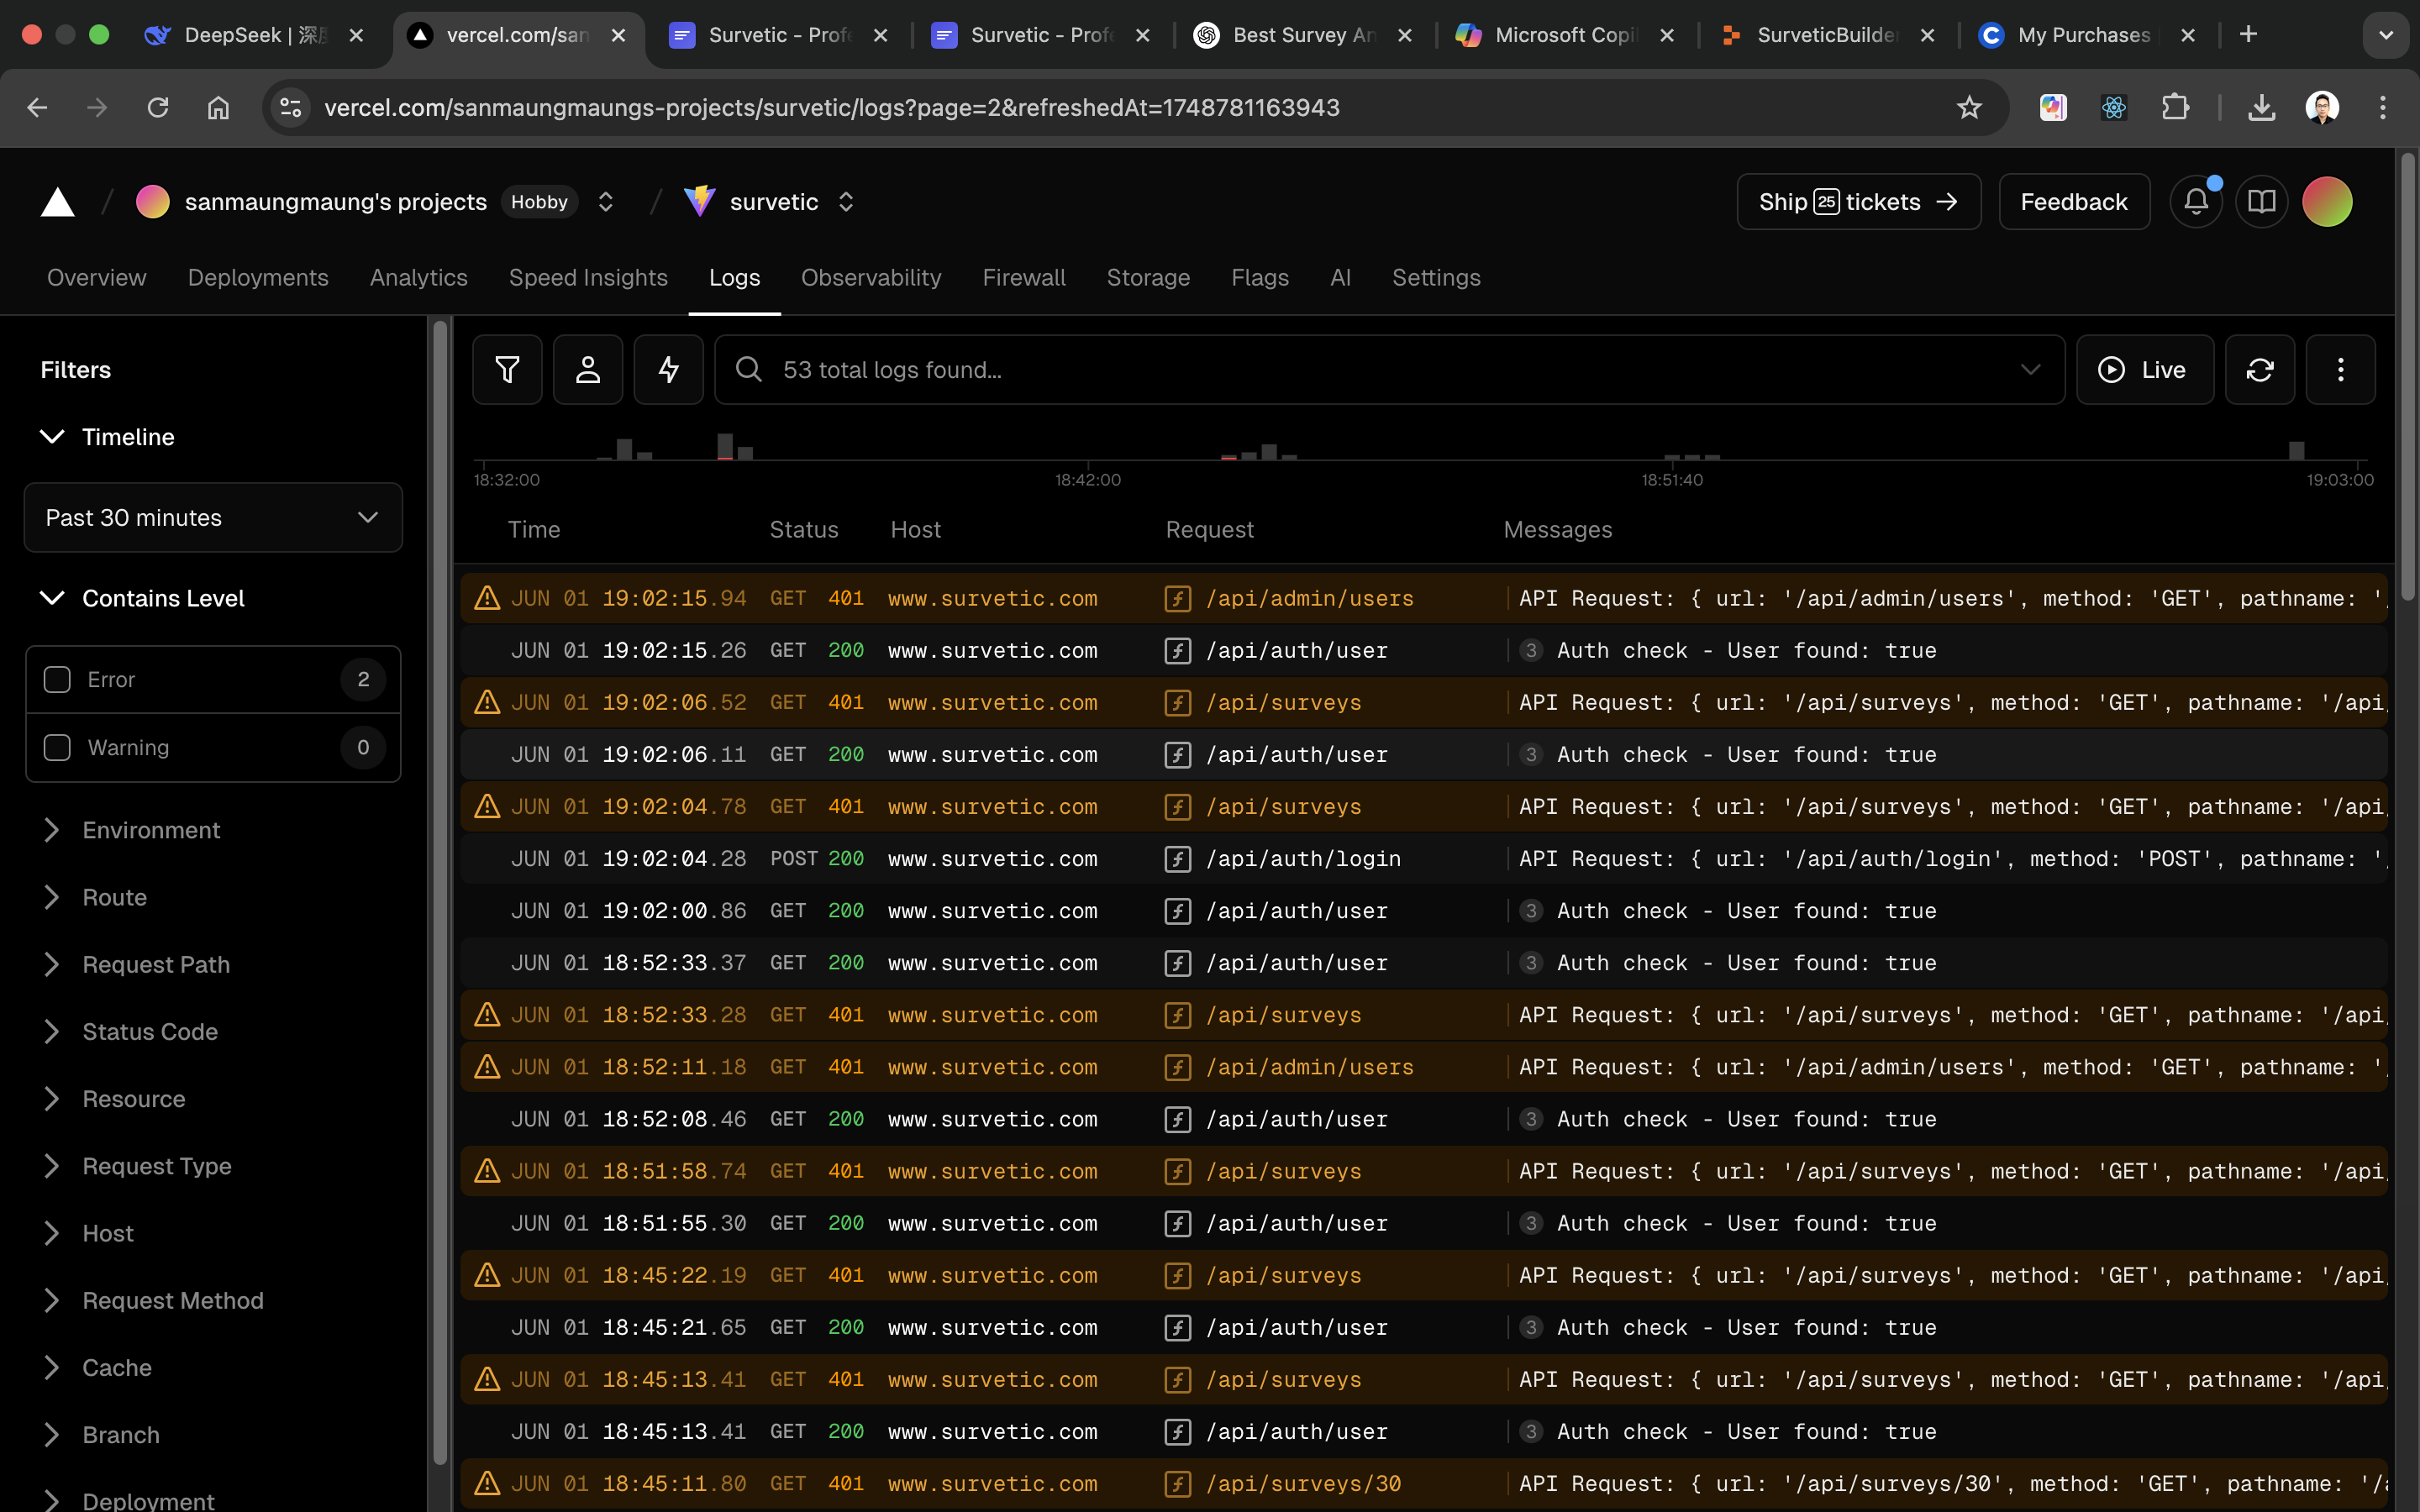 DeepSeek | 深
vercel.com/san
Survetic - Profe
Survetic - Profe
Best Survey An
Microsoft Copil
SurveticBuilder
My Purchases
vercel.com/sanmaungmaungs-projects/survetic/logs?page=2&refreshedAt=1748781163943
sanmaungmaung's projects Hobby
survetic
Ship 25 tickets →
Feedback
Overview Deployments Analytics Speed Insights Logs Observability Firewall Storage Flags AI Settings
Filters
Timeline
Past 30 minutes
Contains Level
Error 2
Warning 0
Environment
Route
Request Path
Status Code
Resource
Request Type
Host
Request Method
Cache
Branch
Deployment
53 total logs found...
Live
18:32:00 18:42:00 18:51:40 19:03:00
Time Status Host Request Messages
JUN 01 19:02:15.94 GET 401 www.survetic.com /api/admin/users API Request: { url: '/api/admin/users', method: 'GET', pathname: '/
JUN 01 19:02:15.26 GET 200 www.survetic.com /api/auth/user 3 Auth check - User found: true
JUN 01 19:02:06.52 GET 401 www.survetic.com /api/surveys API Request: { url: '/api/surveys', method: 'GET', pathname: '/api/
JUN 01 19:02:06.11 GET 200 www.survetic.com /api/auth/user 3 Auth check - User found: true
JUN 01 19:02:04.78 GET 401 www.survetic.com /api/surveys API Request: { url: '/api/surveys', method: 'GET', pathname: '/api/
JUN 01 19:02:04.28 POST 200 www.survetic.com /api/auth/login API Request: { url: '/api/auth/login', method: 'POST', pathname: '/
JUN 01 19:02:00.86 GET 200 www.survetic.com /api/auth/user 3 Auth check - User found: true
JUN 01 18:52:33.37 GET 200 www.survetic.com /api/auth/user 3 Auth check - User found: true
JUN 01 18:52:33.28 GET 401 www.survetic.com /api/surveys API Request: { url: '/api/surveys', method: 'GET', pathname: '/api/
JUN 01 18:52:11.18 GET 401 www.survetic.com /api/admin/users API Request: { url: '/api/admin/users', method: 'GET', pathname: '/
JUN 01 18:52:08.46 GET 200 www.survetic.com /api/auth/user 3 Auth check - User found: true
JUN 01 18:51:58.74 GET 401 www.survetic.com /api/surveys API Request: { url: '/api/surveys', method: 'GET', pathname: '/api/
JUN 01 18:51:55.30 GET 200 www.survetic.com /api/auth/user 3 Auth check - User found: true
JUN 01 18:45:22.19 GET 401 www.survetic.com /api/surveys API Request: { url: '/api/surveys', method: 'GET', pathname: '/api/
JUN 01 18:45:21.65 GET 200 www.survetic.com /api/auth/user 3 Auth check - User found: true
JUN 01 18:45:13.41 GET 401 www.survetic.com /api/surveys API Request: { url: '/api/surveys', method: 'GET', pathname: '/api/
JUN 01 18:45:13.41 GET 200 www.survetic.com /api/auth/user 3 Auth check - User found: true
JUN 01 18:45:11.80 GET 401 www.survetic.com /api/surveys/30 API Request: { url: '/api/surveys/30', method: 'GET', pathname: '/